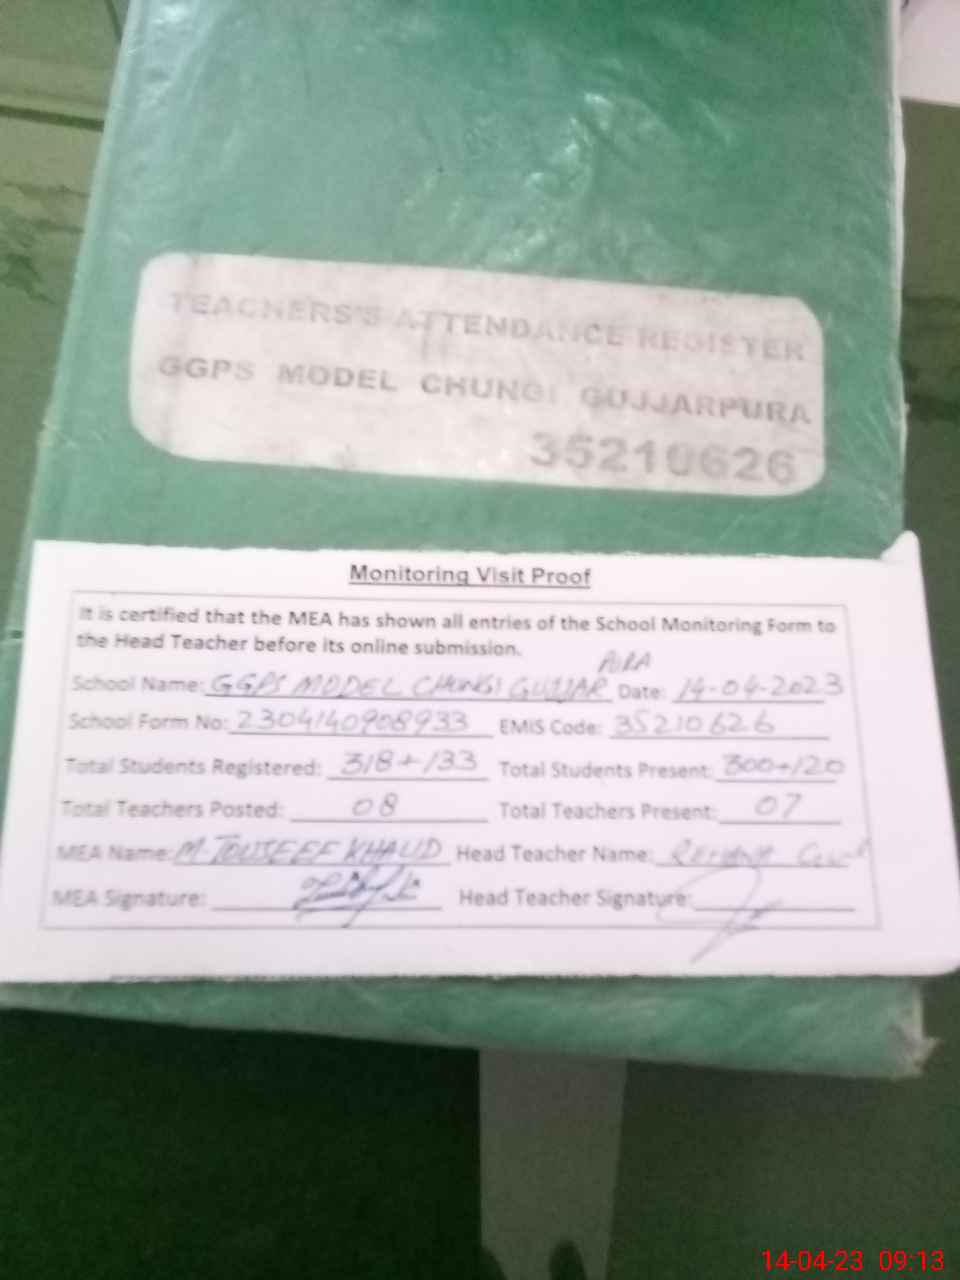 TEACHERS'S ATTENDANCE REGISTER
GGPS MODEL CHUNGI GUJJARPURA
35210626
Monitoring Visit Proof
It is certified that the MEA has shown all entries of the School Monitoring Form to
the Head Teacher before its online submission.
PURA
School Name: GGPS MODEL CHUNGI GUJJAR Date: 14-04-2023
School Form No: 2304140908933 EMIS Code: 35210626
Total Students Registered: 318+133 Total Students Present: 300+120
Total Teachers Posted: 08 Total Teachers Present: 07
MEA Name: M TOUSEEF KHALID Head Teacher Name: REHANA
MEA Signature: Head Teacher Signature:
14-04-23 09:13